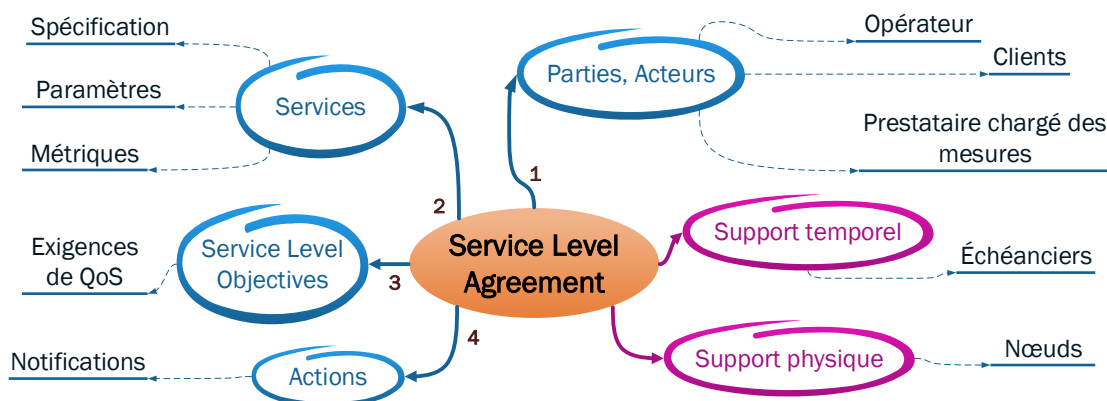 Spécification
Paramètres
Métriques
Services
2
Parties, Acteurs
Opérateur
Clients
Prestataire chargé des
mesures
1
Service Level
Agreement
Exigences
de QoS
Service Level
Objectives
3
Notifications
Actions
4
Support temporel
Échéanciers
Support physique
Nœuds